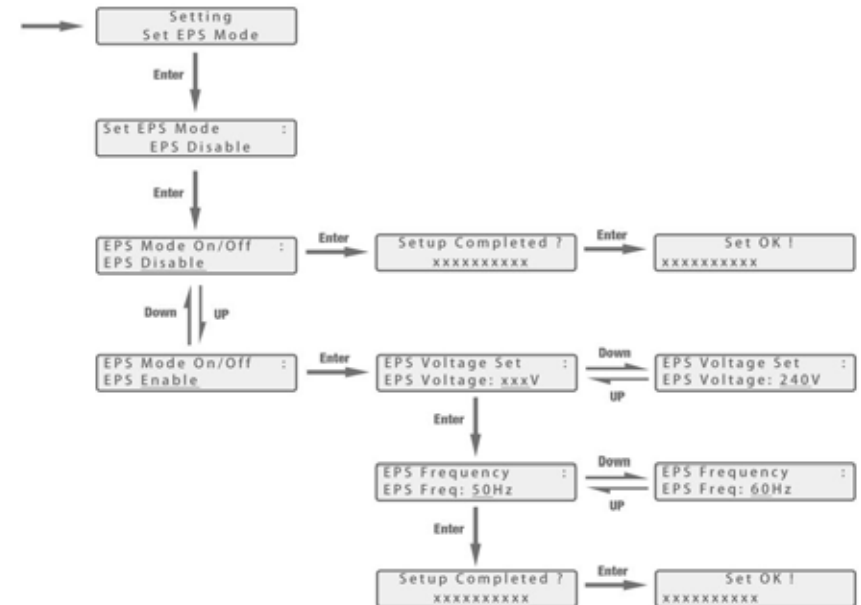 Setting
Set EPS Mode
Enter
Set EPS Mode :
EPS Disable
Enter
EPS Mode On/Off :
EPS Disable
Enter
Setup Completed ?
xxxxxxxxxx
Enter
Set OK !
xxxxxxxxxx
Down
UP
EPS Mode On/Off :
EPS Enable
Enter
EPS Voltage Set :
EPS Voltage: xxxV
Down
UP
EPS Voltage Set :
EPS Voltage: 240V
Enter
EPS Frequency :
EPS Freq: 50Hz
Down
UP
EPS Frequency :
EPS Freq: 60Hz
Enter
Setup Completed ?
xxxxxxxxxx
Enter
Set OK !
xxxxxxxxxx